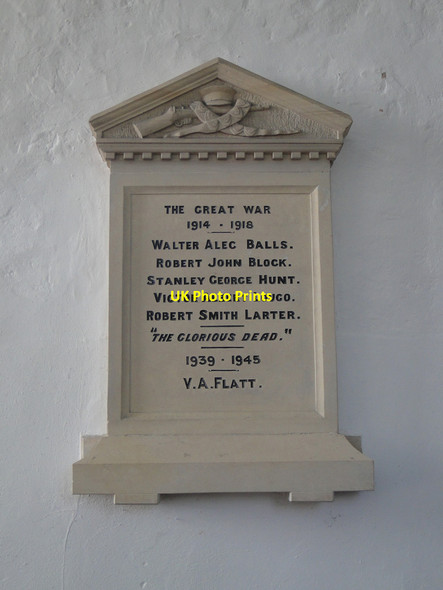 THE GREAT WAR
1914 · 1918
WALTER ALEC BALLS.
ROBERT JOHN BLOCK.
STANLEY GEORGE HUNT.
UK Photo Prints
ROBERT SMITH LARTER.
"THE GLORIOUS DEAD."
1939 · 1945
V.A.FLATT.